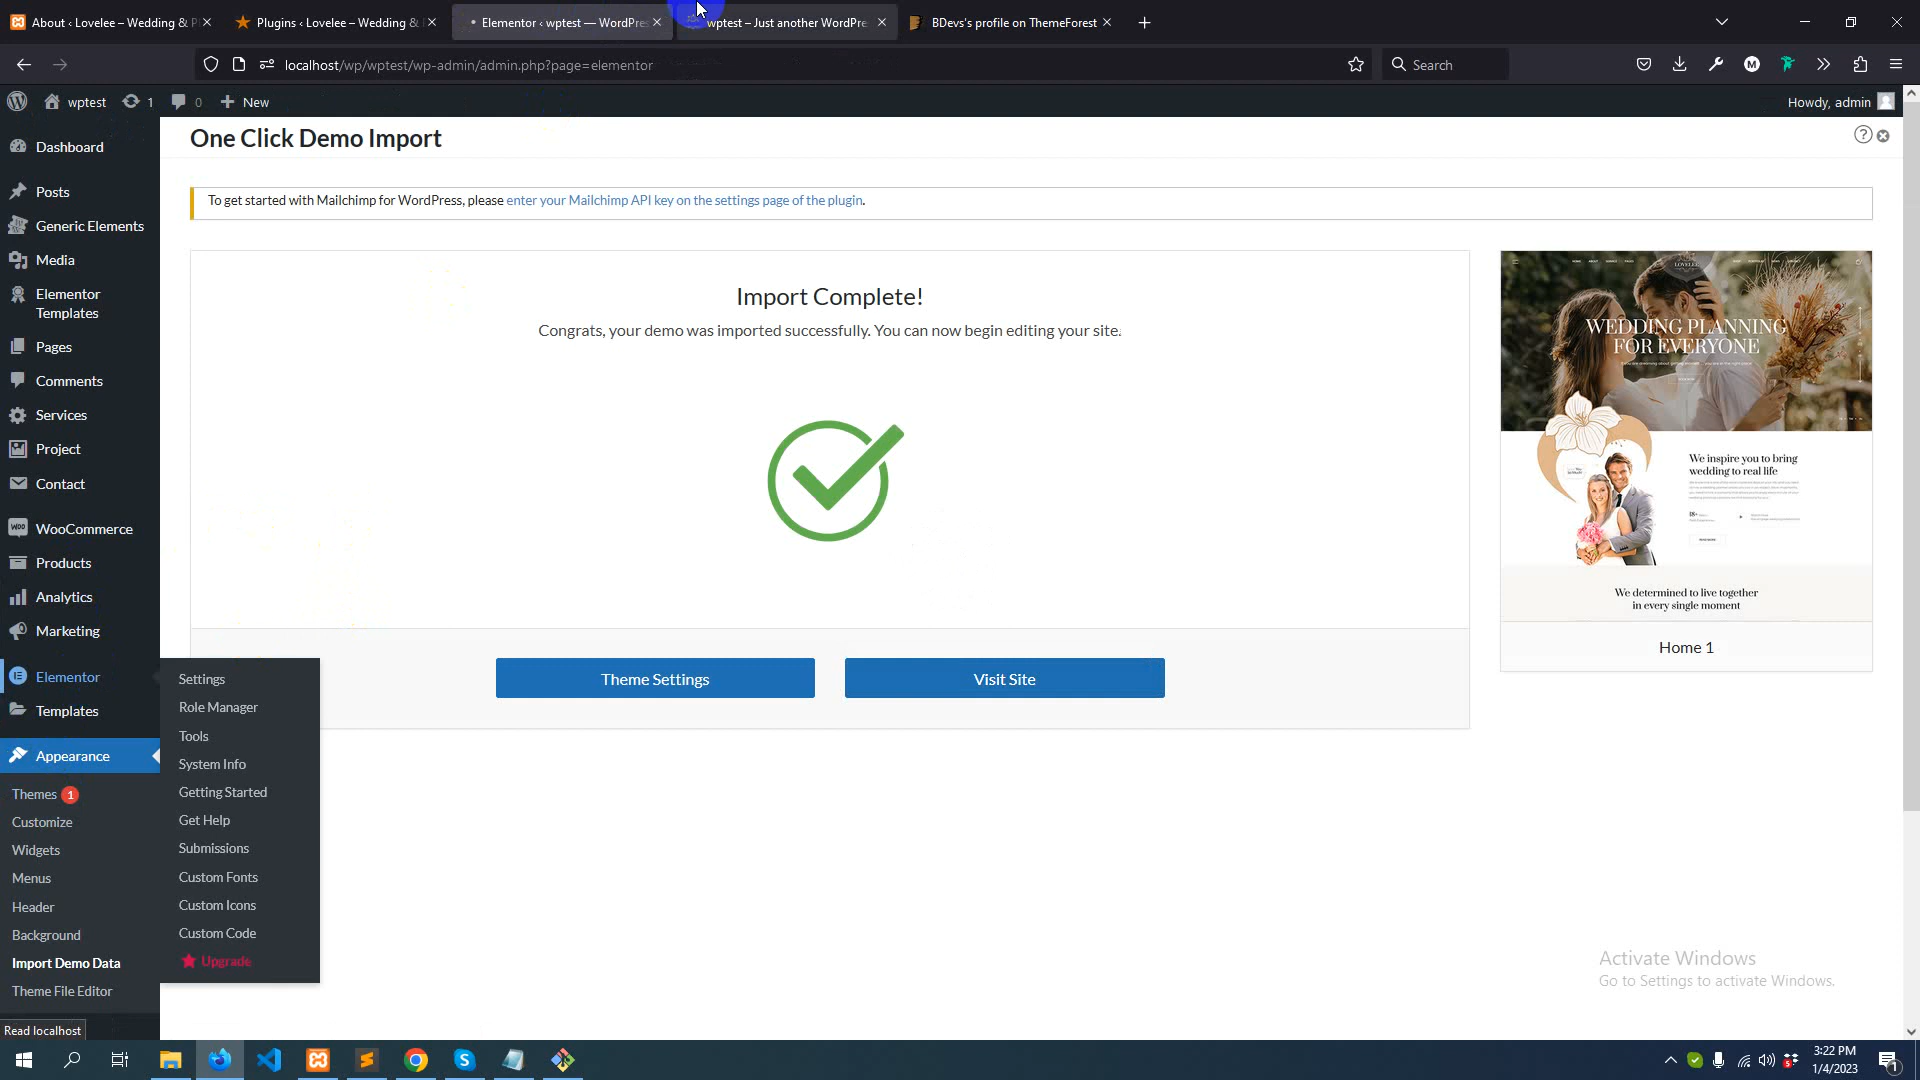 About ‹ Lovelee – Wedding & P
Plugins ‹ Lovelee – Wedding &
Elementor ‹ wptest — WordPres
wptest – Just another WordPre
BDevs's profile on ThemeForest
localhost/wp/wptest/wp-admin/admin.php?page=elementor
Search
wptest
1
0
New
Howdy, admin
Dashboard
Posts
Generic Elements
Media
Elementor
Templates
Pages
Comments
Services
Project
Contact
WooCommerce
Products
Analytics
Marketing
Elementor
Templates
Appearance
Themes 1
Customize
Widgets
Menus
Header
Background
Import Demo Data
Theme File Editor
Read localhost
Settings
Role Manager
Tools
System Info
Getting Started
Get Help
Submissions
Custom Fonts
Custom Icons
Custom Code
Upgrade
One Click Demo Import
To get started with Mailchimp for WordPress, please enter your Mailchimp API key on the settings page of the plugin.
Import Complete!
Congrats, your demo was imported successfully. You can now begin editing your site.
Theme Settings
Visit Site
WEDDING PLANNING
FOR EVERYONE
We inspire you to bring
wedding to real life
We determined to live together
in every single moment
Home 1
Activate Windows
Go to Settings to activate Windows.
3:22 PM
1/4/2023
1